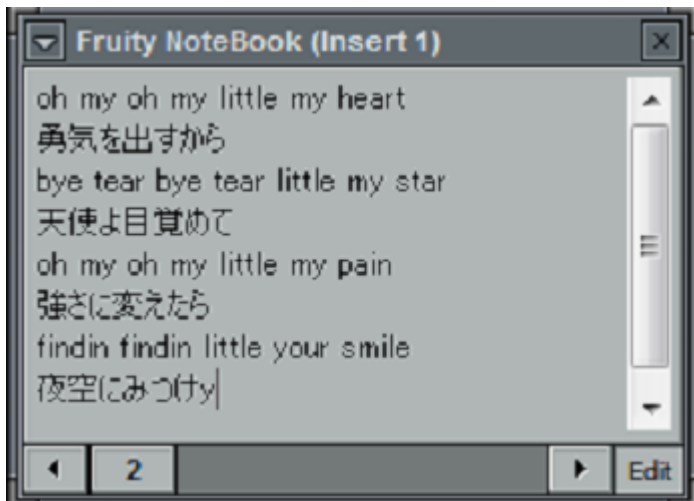 Fruity NoteBook (Insert 1)
oh my oh my little my heart
勇気を出すから
bye tear bye tear little my star
天使よ目覚めて
oh my oh my little my pain
強さに変えたら
findin findin little your smile
夜空にみつけy
2
Edit